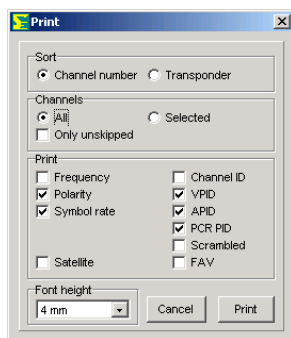 Print
Sort
Channel number Transponder
Channels
All Selected
Only unskipped
Print
Frequency Channel ID
Polarity VPID
Symbol rate APID
PCR PID
Scrambled
Satellite FAV
Font height
4 mm Cancel Print